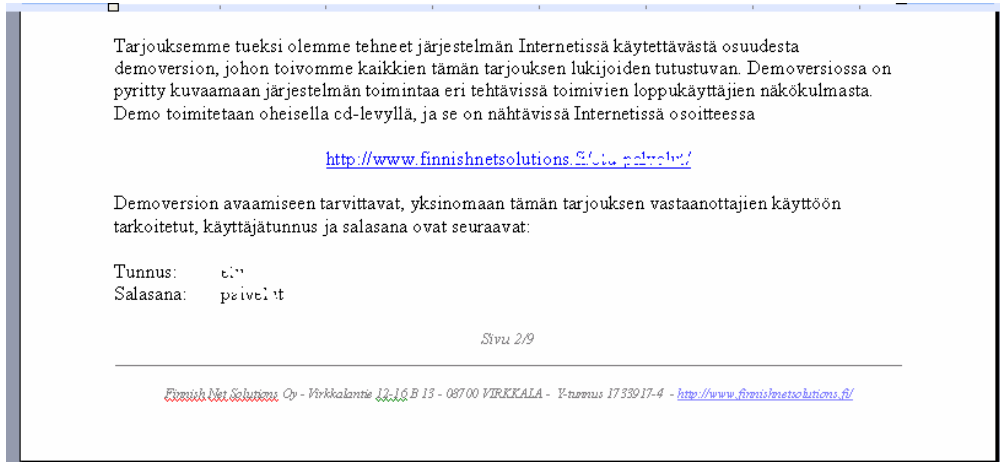 Tarjouksemme tueksi olemme tehneet järjestelmän Internetissä käytettävästä osuudesta
demoversion, johon toivomme kaikkien tämän tarjouksen lukijoiden tutustuvan. Demoversiossa on
pyritty kuvaamaan järjestelmän toimintaa eri tehtävissä toimivien loppukäyttäjien näkökulmasta.
Demo toimitetaan oheisella cd-levyllä, ja se on nähtävissä Internetissä osoitteessa
http://www.finnishnetsolutions.
Demoversion avaamiseen tarvittavat, yksinomaan tämän tarjouksen vastaanottajien käyttöön
tarkoitetut, käyttäjätunnus ja salasana ovat seuraavat:
Tunnus:
Salasana:
Sivu 2/9
Finnish Net Solutions Oy - Virkkalantie 12-16 B 13 - 08700 VIRKKALA - Y-tunnus 1733917-4 - http://www.finnishnetsolutions.fi/